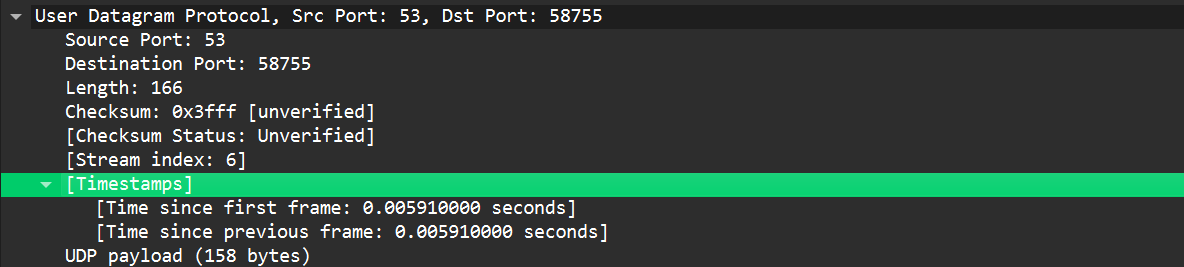 User Datagram Protocol, Src Port: 53, Dst Port: 58755
Source Port: 53
Destination Port: 58755
Length: 166
Checksum: 0x3fff [unverified]
[Checksum Status: Unverified]
[Stream index: 6]
[Timestamps]
[Time since first frame: 0.005910000 seconds]
[Time since previous frame: 0.005910000 seconds]
UDP payload (158 bytes)